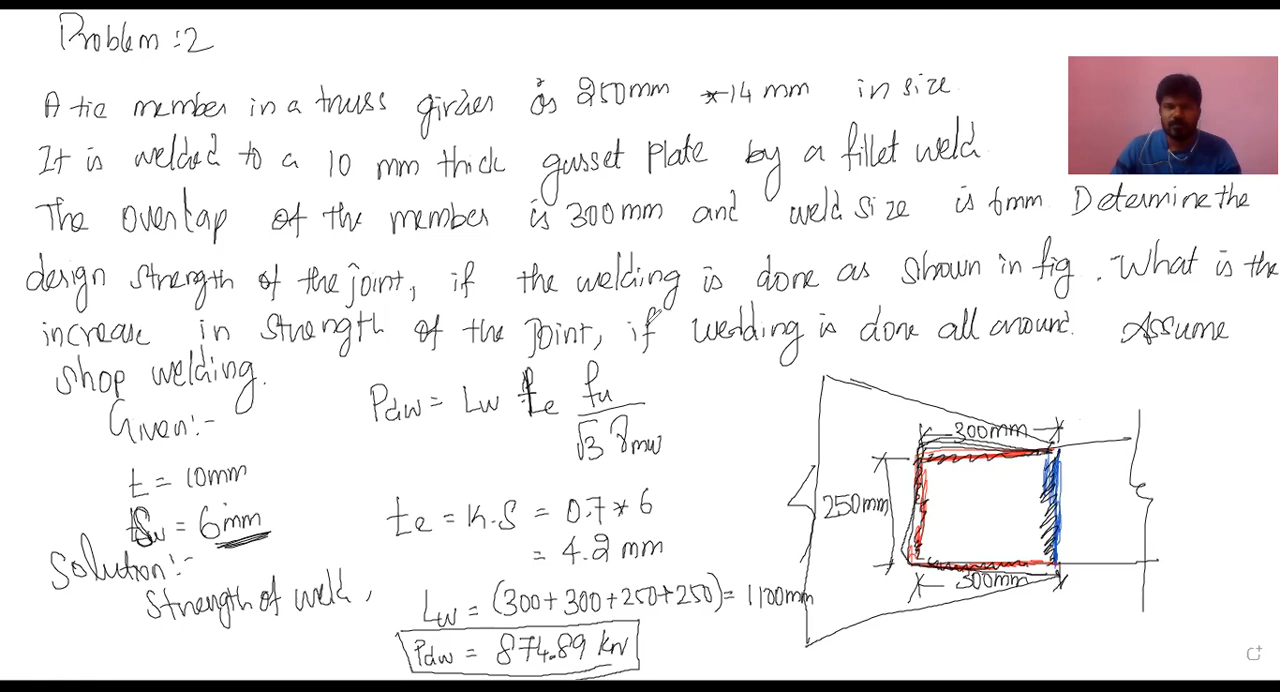 Problem :2
A tie member in a truss girder is 250mm * 14 mm in size.
It is welded to a 10 mm thick gusset plate by a fillet weld
The overlap of the member is 300mm and weld size is 6mm. Determine the
design strength of the joint, if the welding is done as shown in fig. What is the
increase in strength of the joint, if welding is done all around. Assume
shop welding.
Given:-
t = 10mm
Sw = 6mm
Solution:-
Strength of weld,
Pdw = Lw te fu / √3 γmw
te = K.S = 0.7 * 6
= 4.2 mm
Lw = (300+300+250+250) = 1100mm
Pdw = 874.89 kN
300mm
250mm
300mm